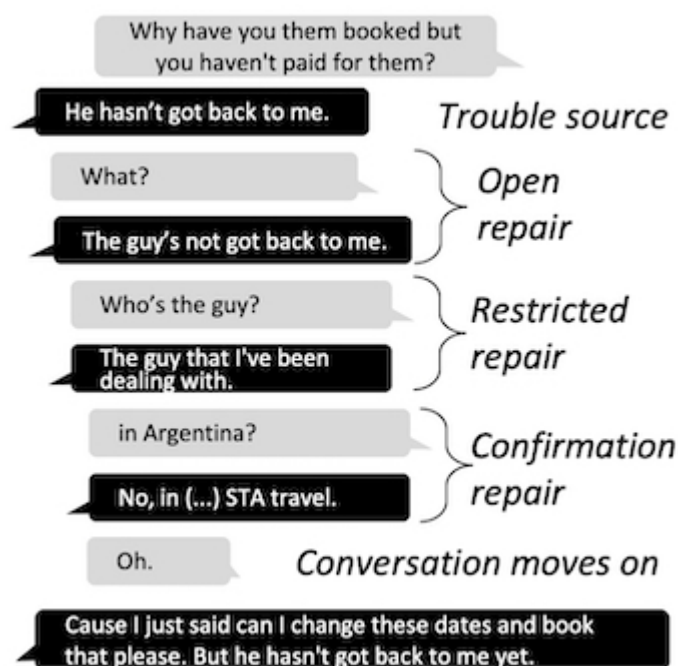 Why have you them booked but
you haven't paid for them?
He hasn't got back to me.
Trouble source
What?
Open
repair
The guy's not got back to me.
Who's the guy?
Restricted
repair
The guy that I've been
dealing with.
in Argentina?
Confirmation
repair
No, in (...) STA travel.
Oh.
Conversation moves on
Cause I just said can I change these dates and book
that please. But he hasn't got back to me yet.